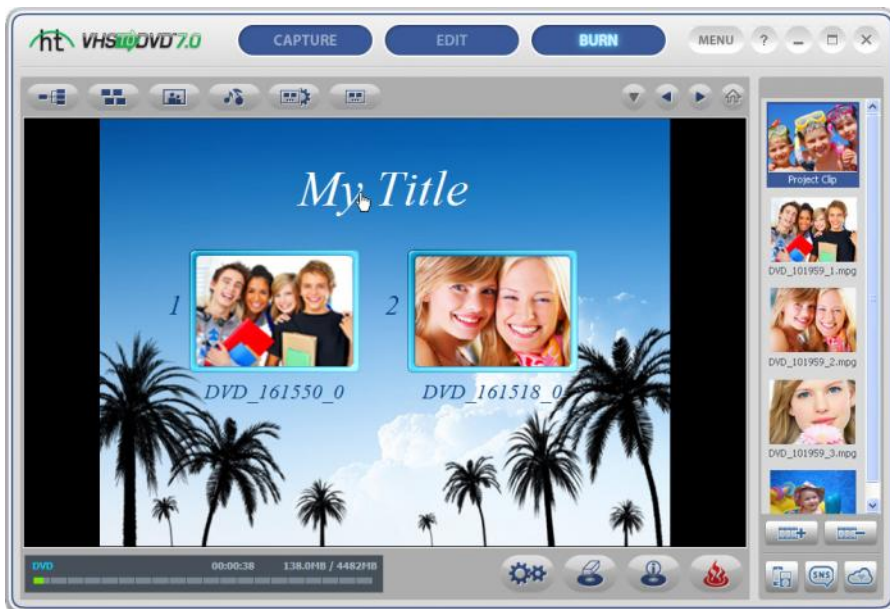 ht VHS TO DVD 7.0
CAPTURE
EDIT
BURN
MENU
?
My Title
1
2
DVD_161550_0
DVD_161518_0
Project Clip
DVD_101959_1.mpg
DVD_101959_2.mpg
DVD_101959_3.mpg
DVD 00:00:38 138.0MB / 4482MB
SNS